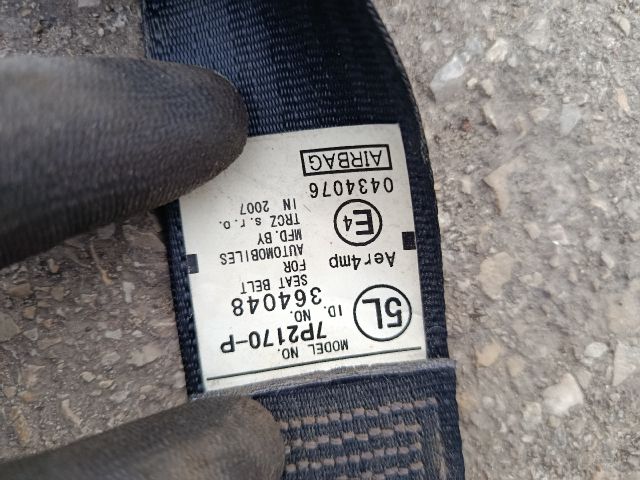 MODEL NO.
7P2170-P
5L
ID. NO.
364048
SEAT BELT
FOR
AUTOMOBILES
MFD. BY
TRCZ s.r.o.
IN 2007
Aer4mp
E4
0434076
AIRBAG